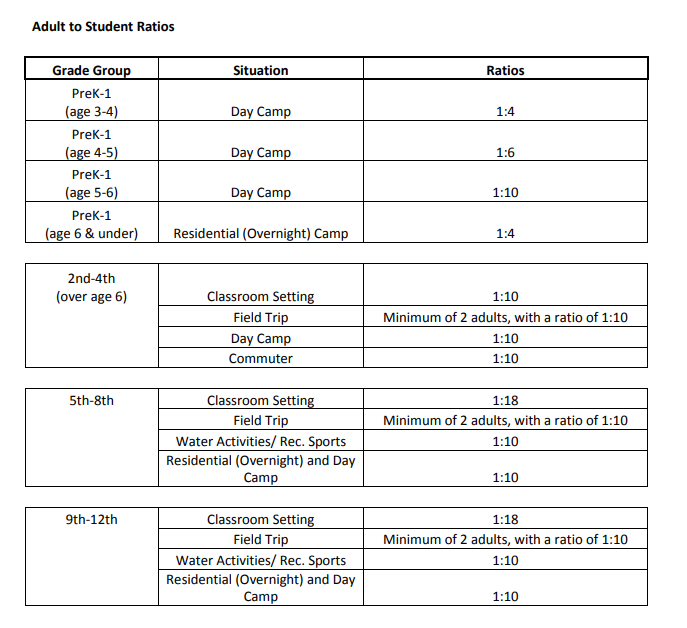 Adult to Student Ratios
Grade Group Situation Ratios
PreK-1
(age 3-4) Day Camp 1:4
PreK-1
(age 4-5) Day Camp 1:6
PreK-1
(age 5-6) Day Camp 1:10
PreK-1
(age 6 & under) Residential (Overnight) Camp 1:4
2nd-4th
(over age 6) Classroom Setting 1:10
Field Trip Minimum of 2 adults, with a ratio of 1:10
Day Camp 1:10
Commuter 1:10
5th-8th Classroom Setting 1:18
Field Trip Minimum of 2 adults, with a ratio of 1:10
Water Activities/ Rec. Sports 1:10
Residential (Overnight) and Day
Camp 1:10
9th-12th Classroom Setting 1:18
Field Trip Minimum of 2 adults, with a ratio of 1:10
Water Activities/ Rec. Sports 1:10
Residential (Overnight) and Day
Camp 1:10